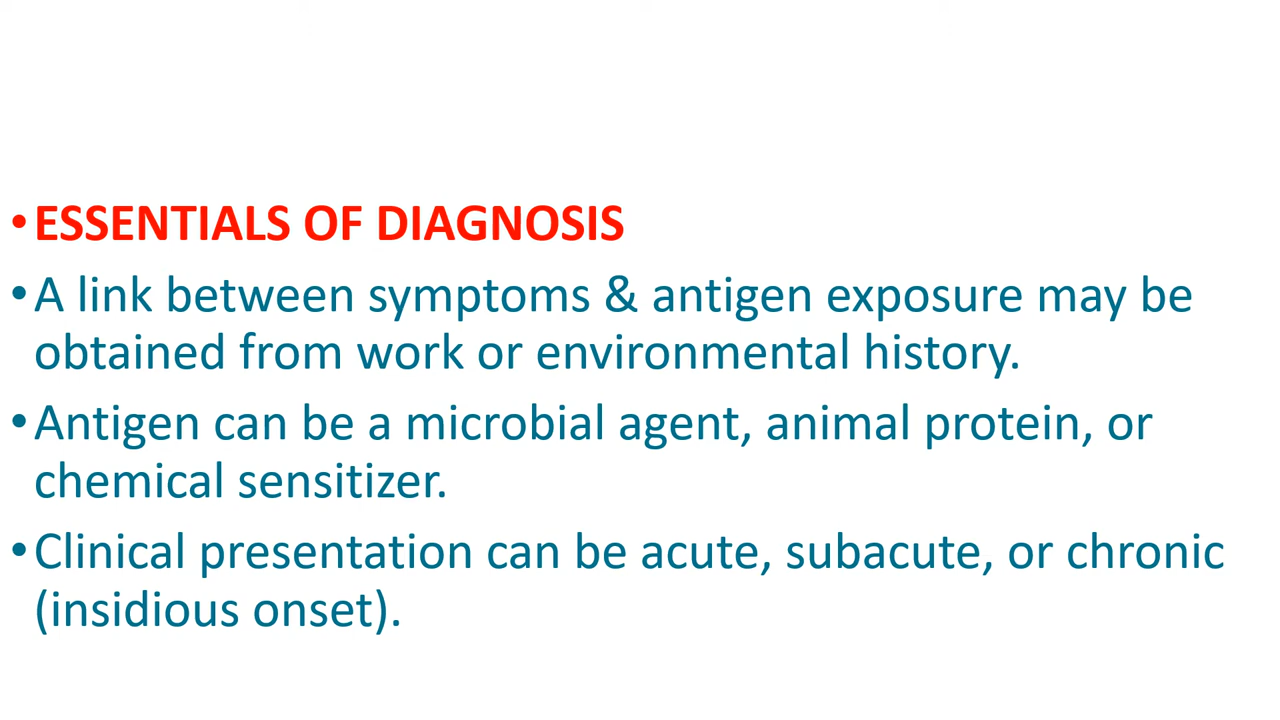 •ESSENTIALS OF DIAGNOSIS
•A link between symptoms & antigen exposure may be
obtained from work or environmental history.
•Antigen can be a microbial agent, animal protein, or
chemical sensitizer.
•Clinical presentation can be acute, subacute, or chronic
(insidious onset).